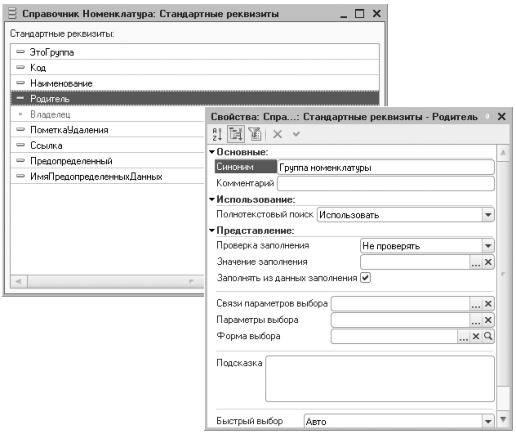 Справочник Номенклатура: Стандартные реквизиты
Стандартные реквизиты:
ЭтоГруппа
Код
Наименование
Родитель
Владелец
ПометкаУдаления
Ссылка
Предопределенный
ИмяПредопределенныхДанных
Свойства: Спра...: Стандартные реквизиты - Родитель
Основные:
Синоним Группа номенклатуры
Комментарий
Использование:
Полнотекстовый поиск Использовать
Представление:
Проверка заполнения Не проверять
Значение заполнения ...
Заполнять из данных заполнения
Связи параметров выбора ...
Параметры выбора ...
Форма выбора ...
Подсказка
Быстрый выбор Авто